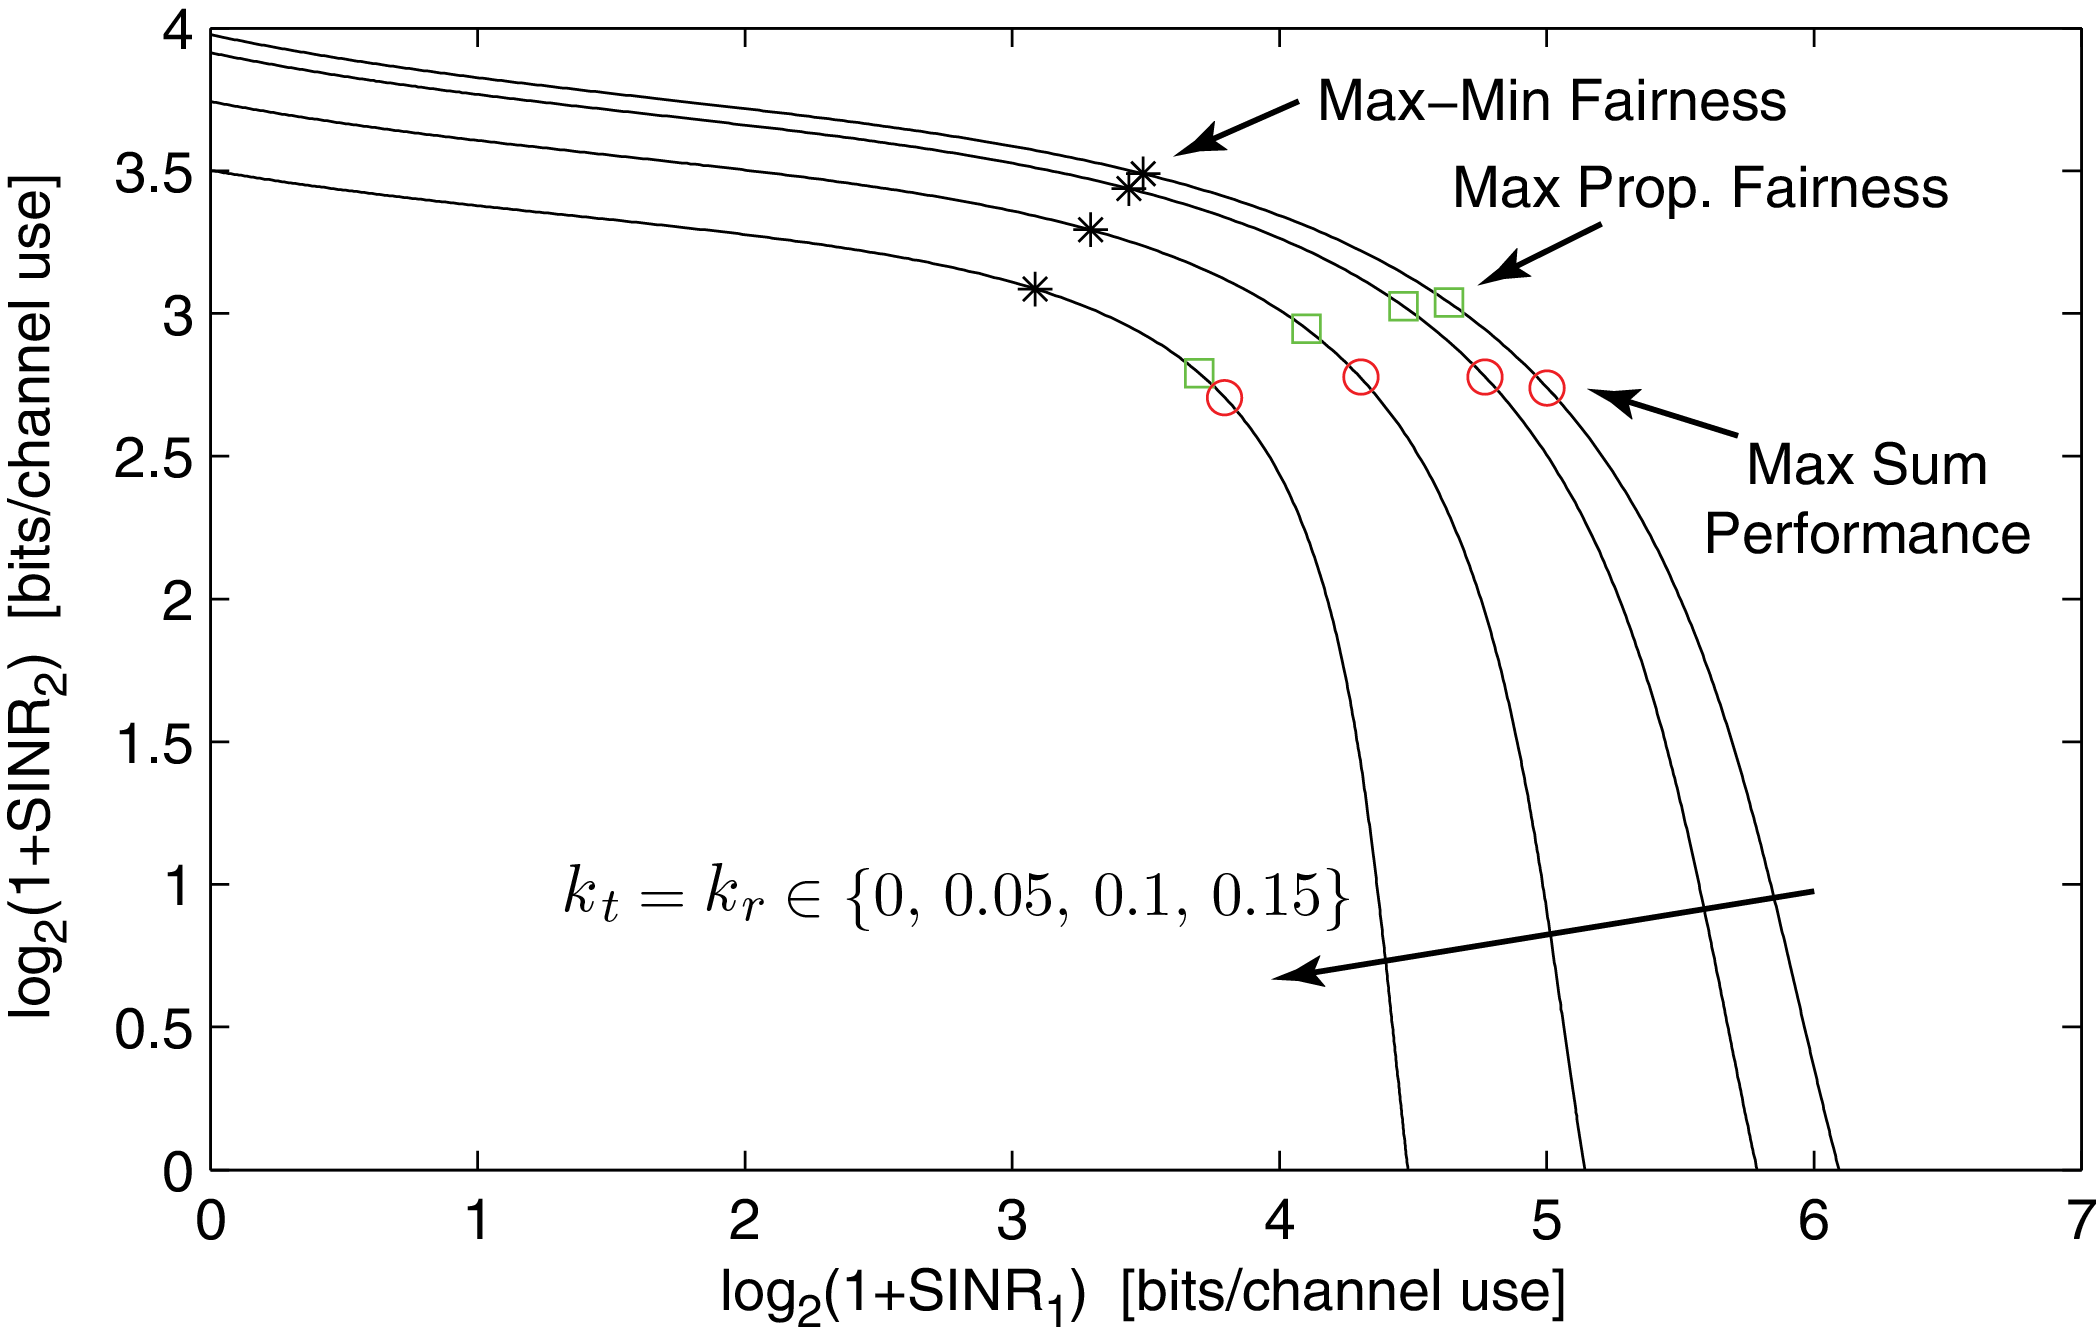 4
3.5
3
2.5
2
1.5
1
0.5
0
log₂(1+SINR₂) [bits/channel use]
Max–Min Fairness
Max Prop. Fairness
Max Sum
Performance
kₜ = kᵣ ∈ {0, 0.05, 0.1, 0.15}
0 1 2 3 4 5 6 7
log₂(1+SINR₁) [bits/channel use]